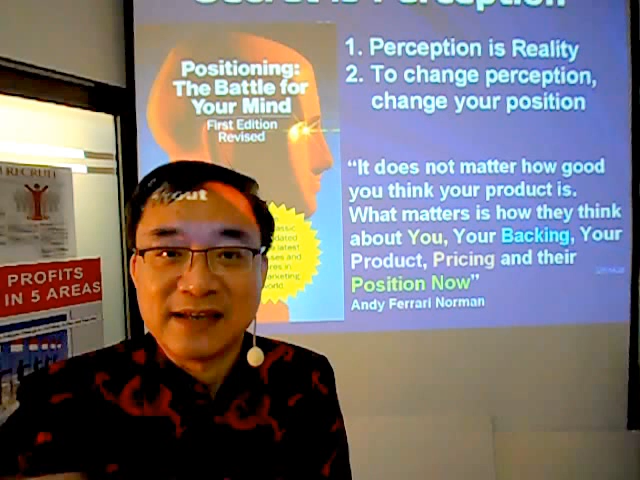 Secret is Perception
1. Perception is Reality
2. To change perception,
change your position
"It does not matter how good
you think your product is.
What matters is how they think
about You, Your Backing, Your
Product, Pricing and their
Position Now"
Andy Ferrari Norman
Positioning:
The Battle for
Your Mind
First Edition
Revised
out
RECRUIT
PROFITS
IN 5 AREAS